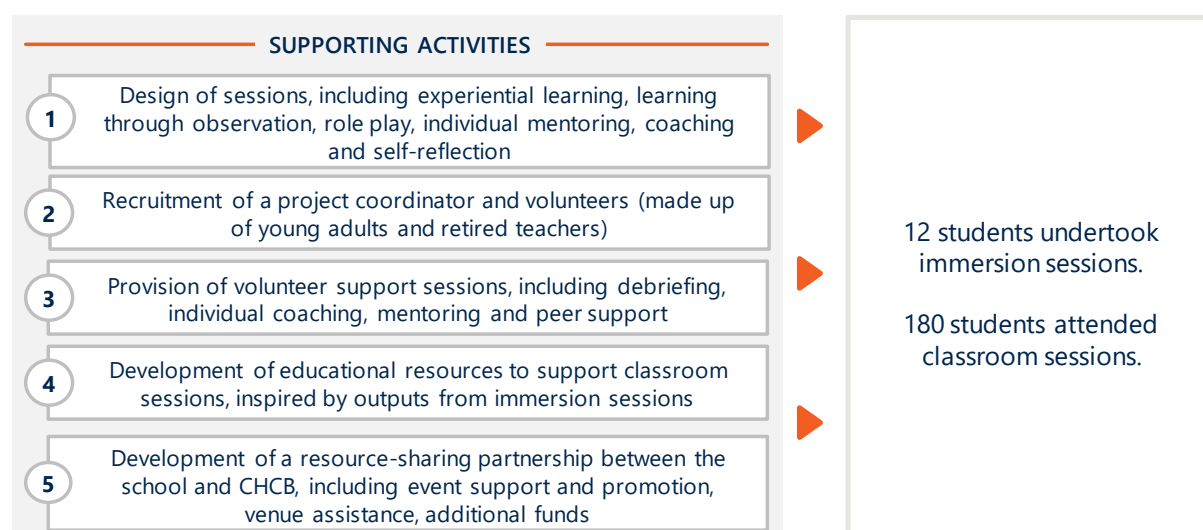 SUPPORTING ACTIVITIES
1
Design of sessions, including experiential learning, learning
through observation, role play, individual mentoring, coaching
and self-reflection
2
Recruitment of a project coordinator and volunteers (made up
of young adults and retired teachers)
3
Provision of volunteer support sessions, including debriefing,
individual coaching, mentoring and peer support
4
Development of educational resources to support classroom
sessions, inspired by outputs from immersion sessions
5
Development of a resource-sharing partnership between the
school and CHCB, including event support and promotion,
venue assistance, additional funds
12 students undertook
immersion sessions.
180 students attended
classroom sessions.